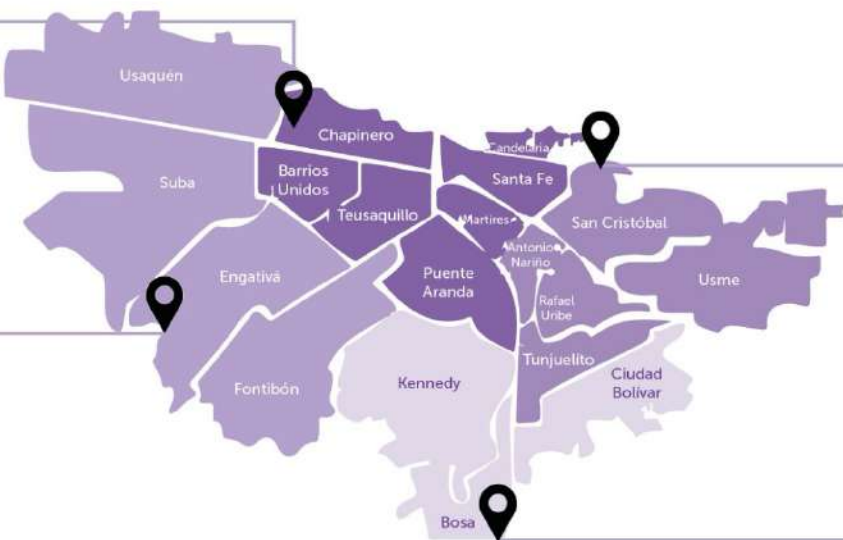 Usaquén
Chapinero
Candelaria
Suba
Barrios
Unidos
Santa Fe
Teusaquillo
Martires
San Cristóbal
Antonio
Nariño
Engativá
Puente
Aranda
Usme
Rafael
Uribe
Fontibón
Kennedy
Tunjuelíto
Ciudad
Bolívar
Bosa